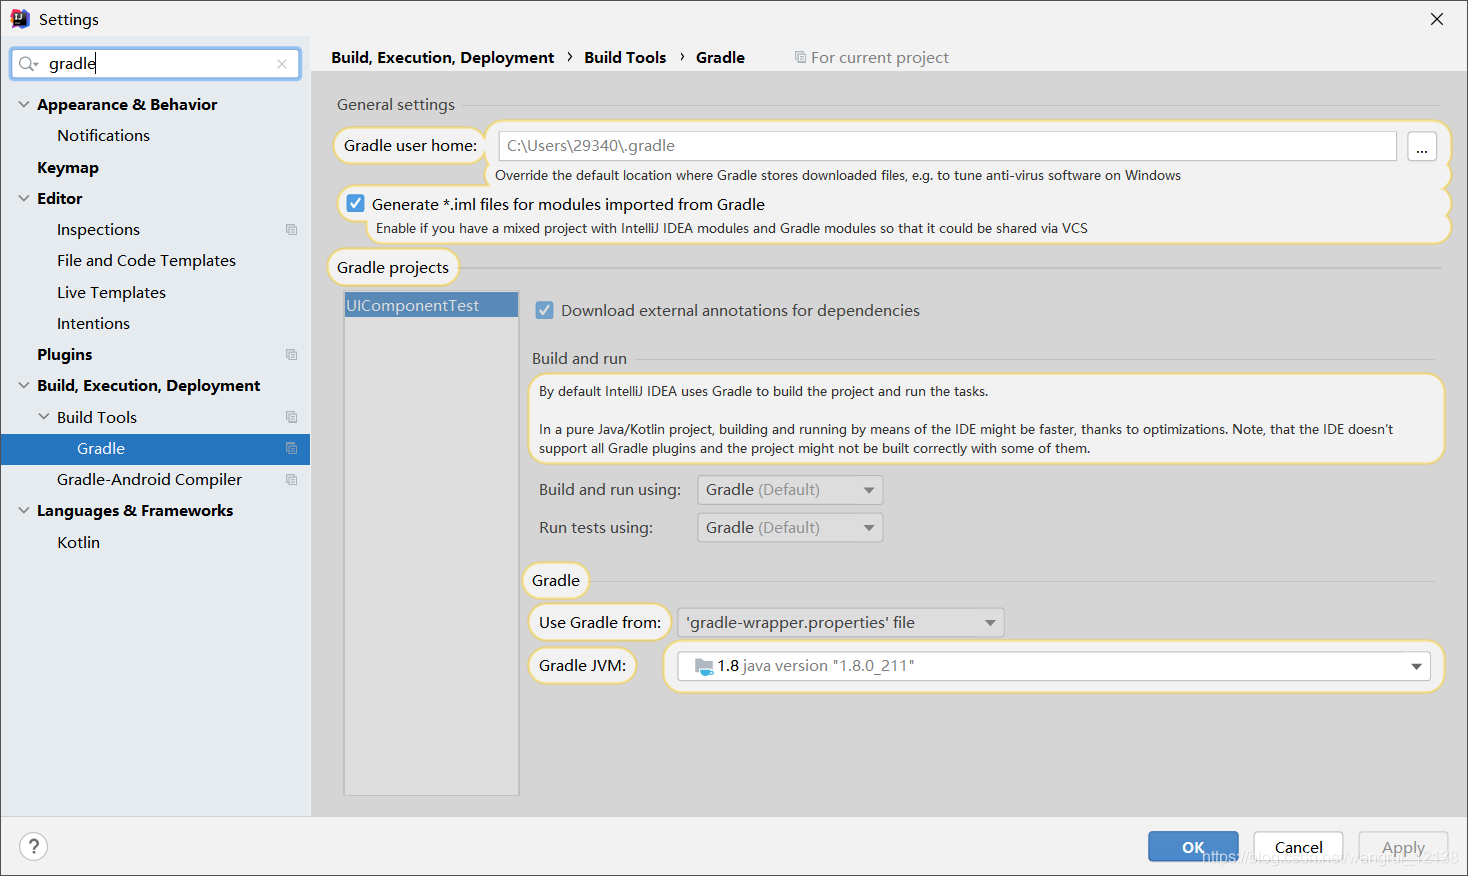 Settings
gradle
Appearance & Behavior
Notifications
Keymap
Editor
Inspections
File and Code Templates
Live Templates
Intentions
Plugins
Build, Execution, Deployment
Build Tools
Gradle
Gradle-Android Compiler
Languages & Frameworks
Kotlin
Build, Execution, Deployment › Build Tools › Gradle For current project
General settings
Gradle user home: C:\Users\29340\.gradle ...
Override the default location where Gradle stores downloaded files, e.g. to tune anti-virus software on Windows
Generate *.iml files for modules imported from Gradle
Enable if you have a mixed project with IntelliJ IDEA modules and Gradle modules so that it could be shared via VCS
Gradle projects
UIComponentTest
Download external annotations for dependencies
Build and run
By default IntelliJ IDEA uses Gradle to build the project and run the tasks.
In a pure Java/Kotlin project, building and running by means of the IDE might be faster, thanks to optimizations. Note, that the IDE doesn't
support all Gradle plugins and the project might not be built correctly with some of them.
Build and run using: Gradle (Default)
Run tests using: Gradle (Default)
Gradle
Use Gradle from: 'gradle-wrapper.properties' file
Gradle JVM: 1.8 java version "1.8.0_211"
? OK Cancel Apply
https://blog.csdn.net/wangrui_12138